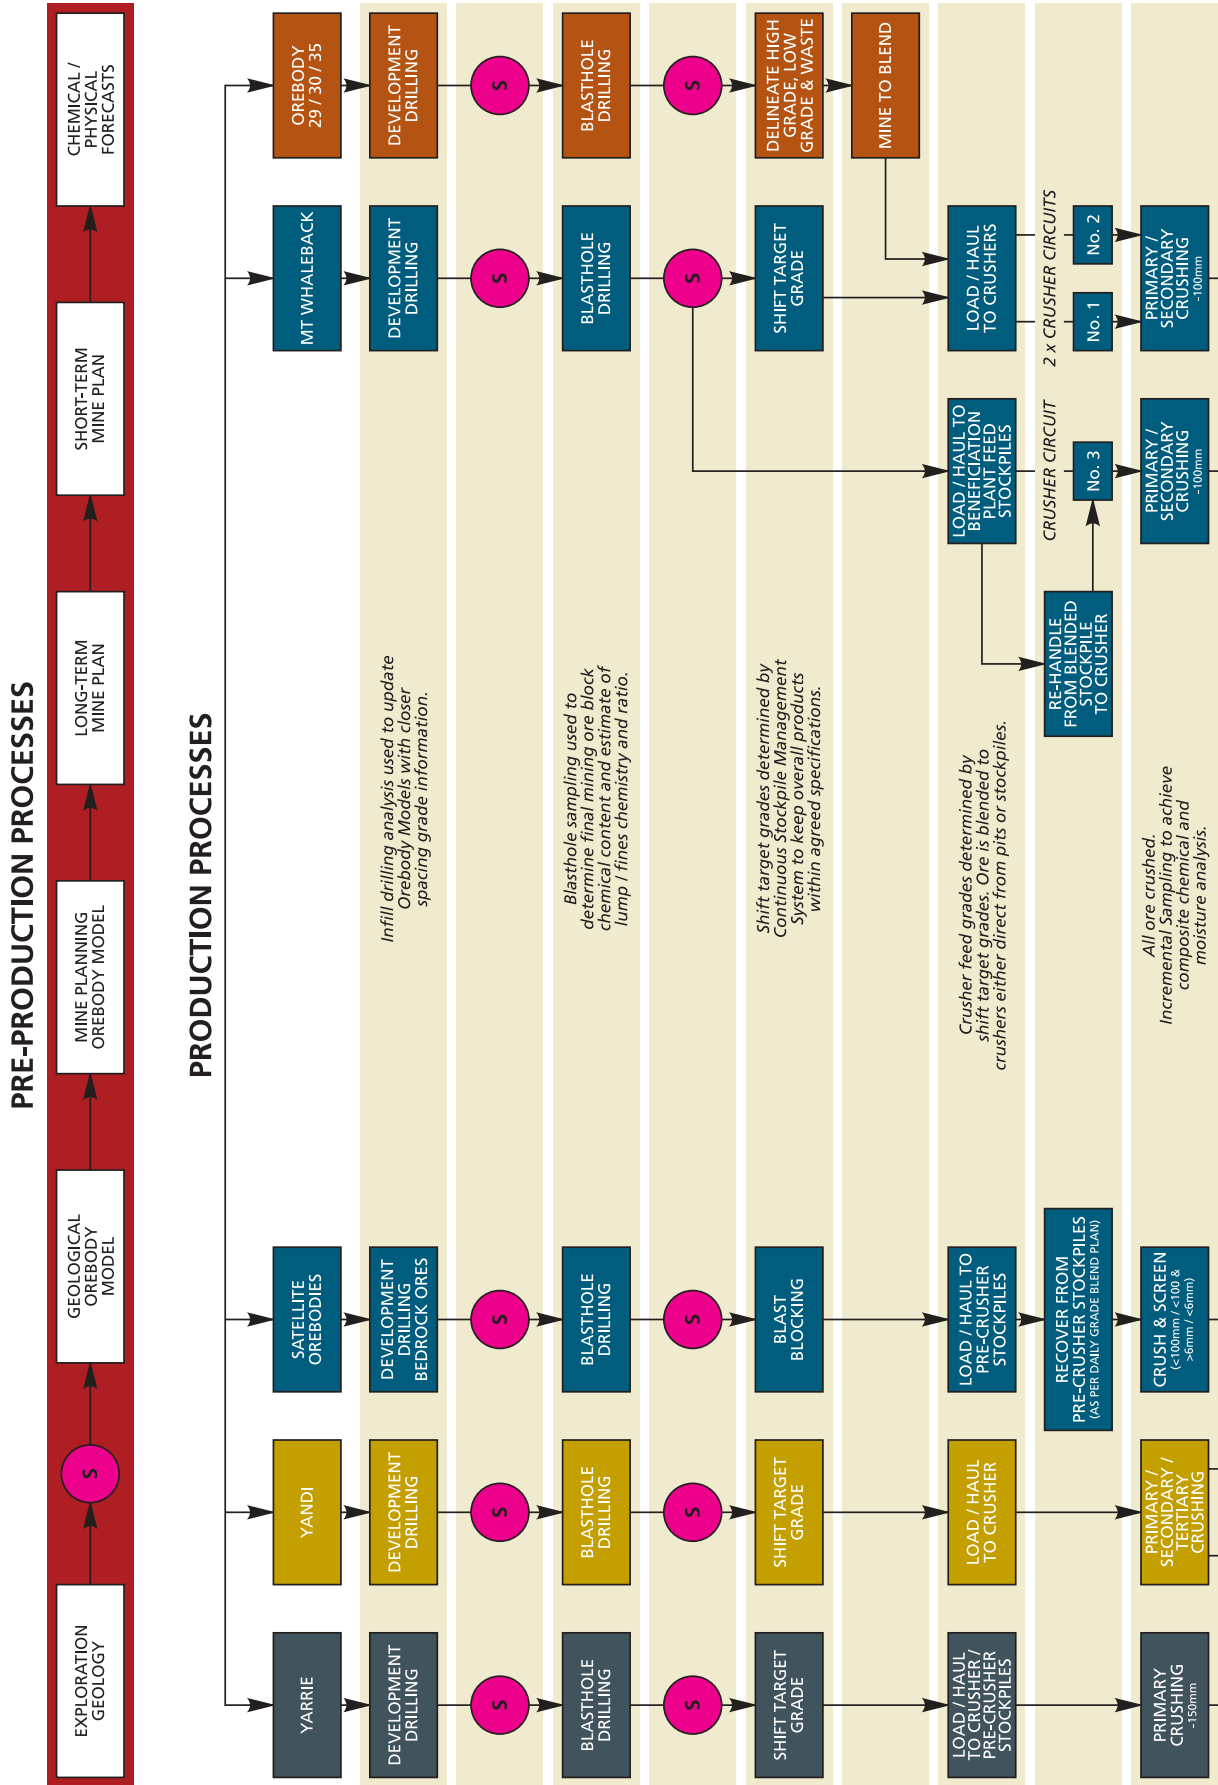 PRE-PRODUCTION PROCESSES
EXPLORATION
GEOLOGY
S
GEOLOGICAL
OREBODY
MODEL
MINE PLANNING
OREBODY MODEL
LONG-TERM
MINE PLAN
SHORT-TERM
MINE PLAN
CHEMICAL /
PHYSICAL
FORECASTS
PRODUCTION PROCESSES
YARRIE
YANDI
SATELLITE
OREBODIES
MT WHALEBACK
OREBODY
29 / 30 / 35
DEVELOPMENT
DRILLING
DEVELOPMENT
DRILLING
DEVELOPMENT
DRILLING
BEDROCK ORES
Infill drilling analysis used to update
Orebody Models with closer
spacing grade information.
DEVELOPMENT
DRILLING
DEVELOPMENT
DRILLING
S
S
S
S
S
BLASTHOLE
DRILLING
BLASTHOLE
DRILLING
BLASTHOLE
DRILLING
Blasthole sampling used to
determine final mining ore block
chemical content and estimate of
lump / fines chemistry and ratio.
BLASTHOLE
DRILLING
BLASTHOLE
DRILLING
S
S
S
S
S
SHIFT TARGET
GRADE
SHIFT TARGET
GRADE
BLAST
BLOCKING
Shift target grades determined by
Continuous Stockpile Management
System to keep overall products
within agreed specifications.
SHIFT TARGET
GRADE
DELINEATE HIGH
GRADE, LOW
GRADE & WASTE
MINE TO BLEND
LOAD / HAUL
TO CRUSHER /
PRE-CRUSHER
STOCKPILES
LOAD / HAUL
TO CRUSHER
LOAD / HAUL TO
PRE-CRUSHER
STOCKPILES
Crusher feed grades determined by
shift target grades. Ore is blended to
crushers either direct from pits or stockpiles.
LOAD / HAUL TO
BENEFICIATION
PLANT FEED
STOCKPILES
LOAD / HAUL
TO CRUSHERS
RECOVER FROM
PRE-CRUSHER STOCKPILES
(AS PER DAILY GRADE BLEND PLAN)
RE-HANDLE
FROM BLENDED
STOCKPILE
TO CRUSHER
CRUSHER CIRCUIT
No. 3
2 x CRUSHER CIRCUITS
No. 1
No. 2
PRIMARY
CRUSHING
-150mm
PRIMARY /
SECONDARY /
TERTIARY
CRUSHING
CRUSH & SCREEN
(<100mm / <100 &
>6mm / <6mm)
All ore crushed.
Incremental Sampling to achieve
composite chemical and
moisture analysis.
PRIMARY /
SECONDARY
CRUSHING
-100mm
PRIMARY /
SECONDARY
CRUSHING
-100mm